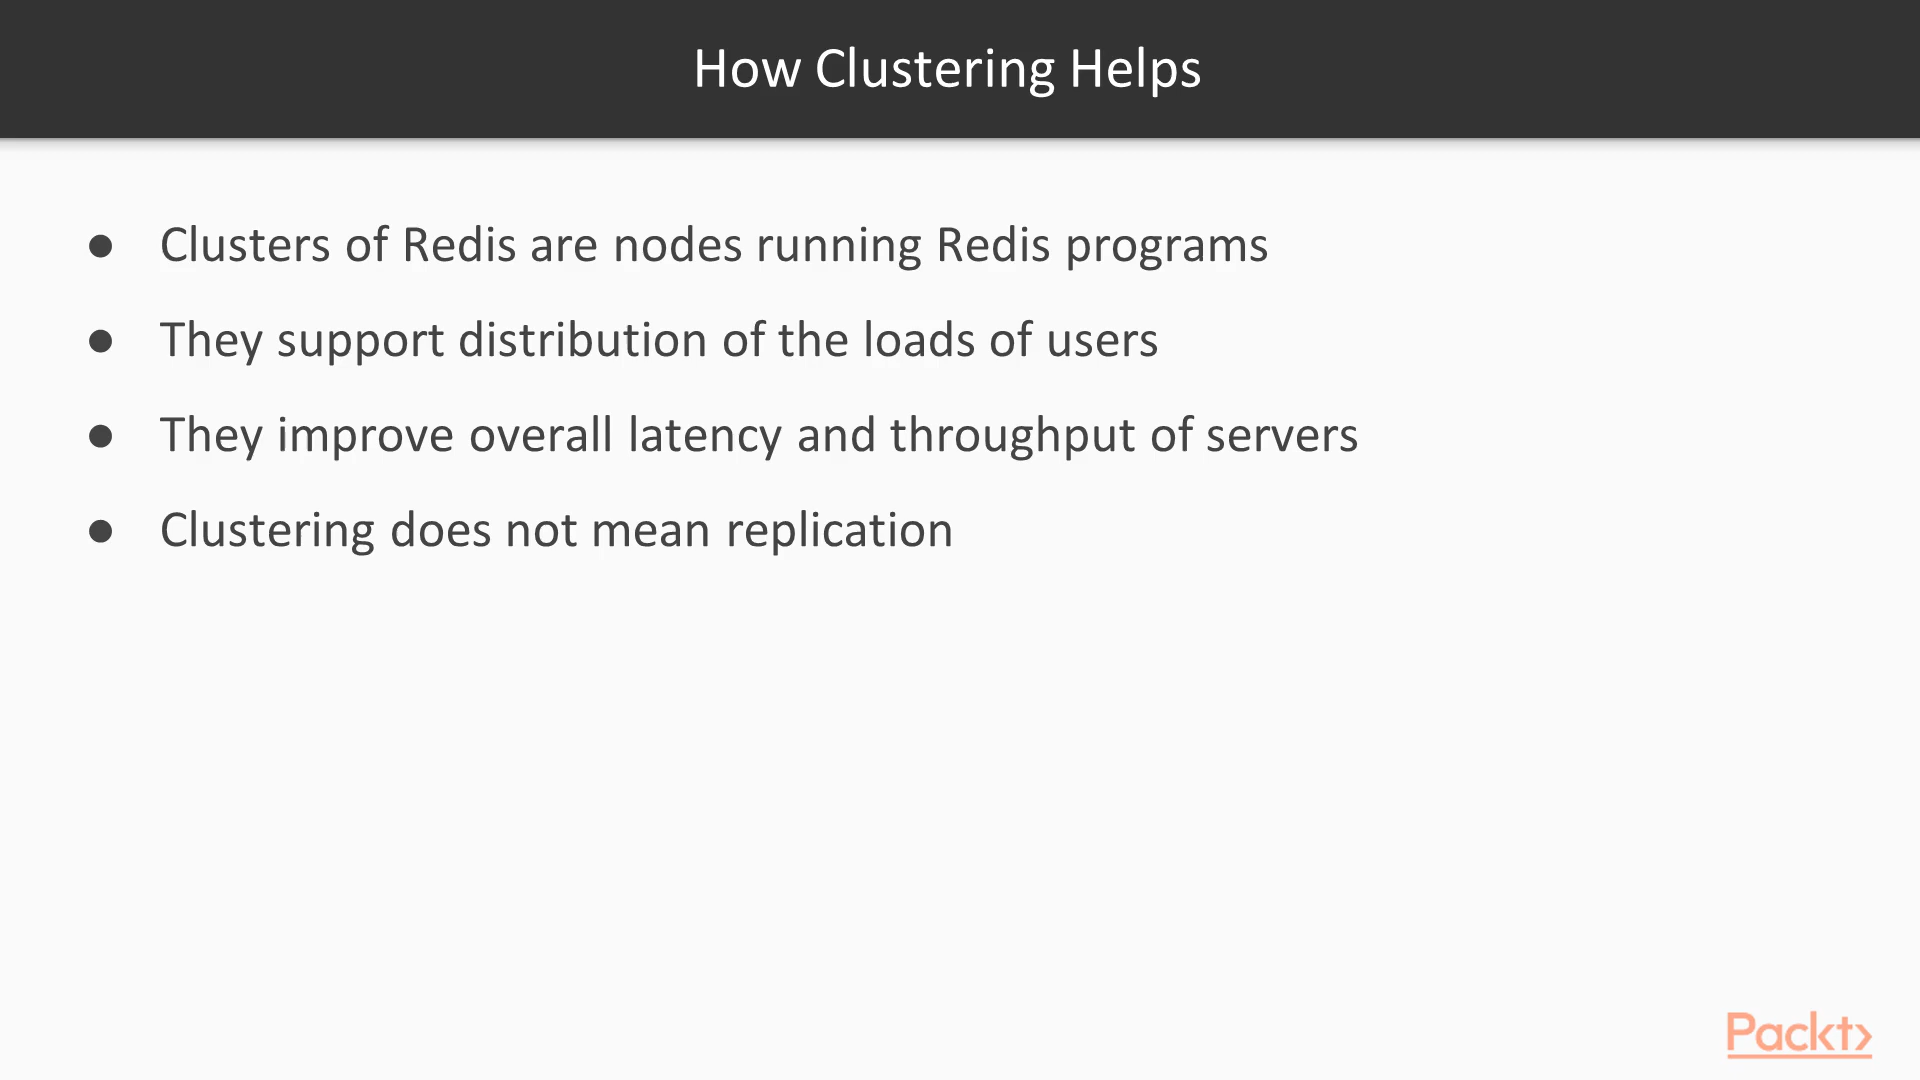 How Clustering Helps
● Clusters of Redis are nodes running Redis programs
● They support distribution of the loads of users
● They improve overall latency and throughput of servers
● Clustering does not mean replication
Packt>